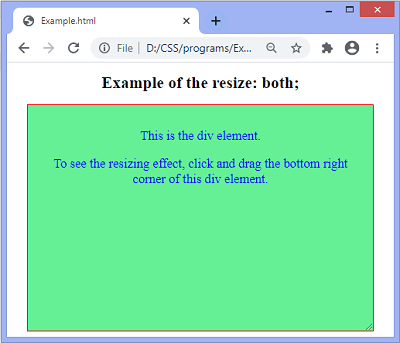 Example.html
File | D:/CSS/programs/Ex...
Example of the resize: both;
This is the div element.
To see the resizing effect, click and drag the bottom right
corner of this div element.